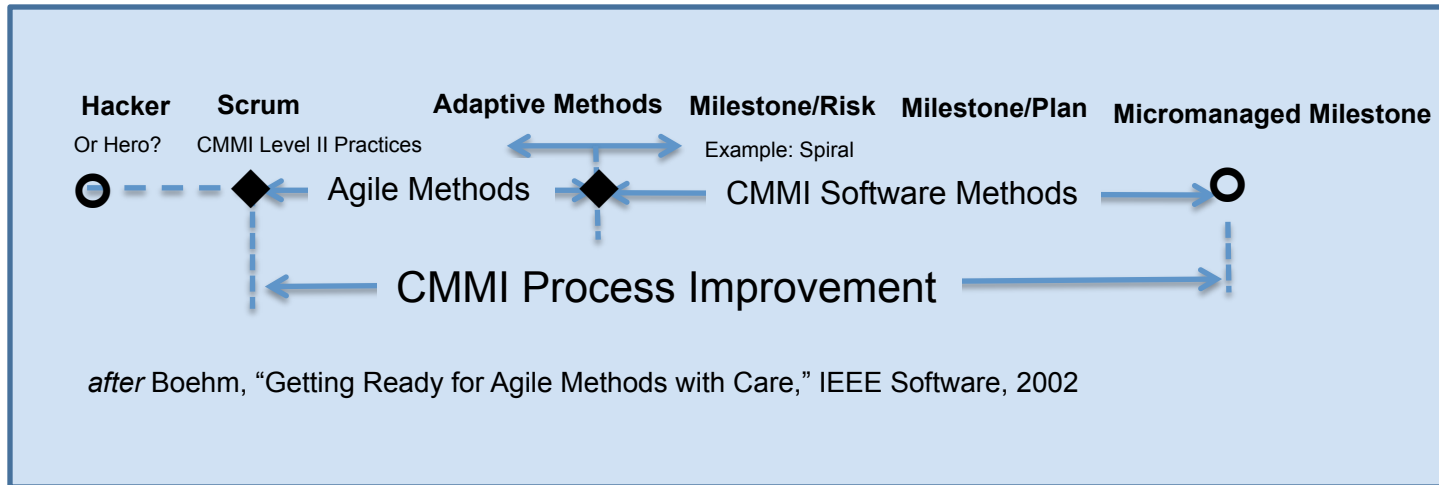 Hacker Scrum Adaptive Methods Milestone/Risk Milestone/Plan Micromanaged Milestone
Or Hero? CMMI Level II Practices Example: Spiral
Agile Methods CMMI Software Methods
CMMI Process Improvement
after Boehm, “Getting Ready for Agile Methods with Care,” IEEE Software, 2002